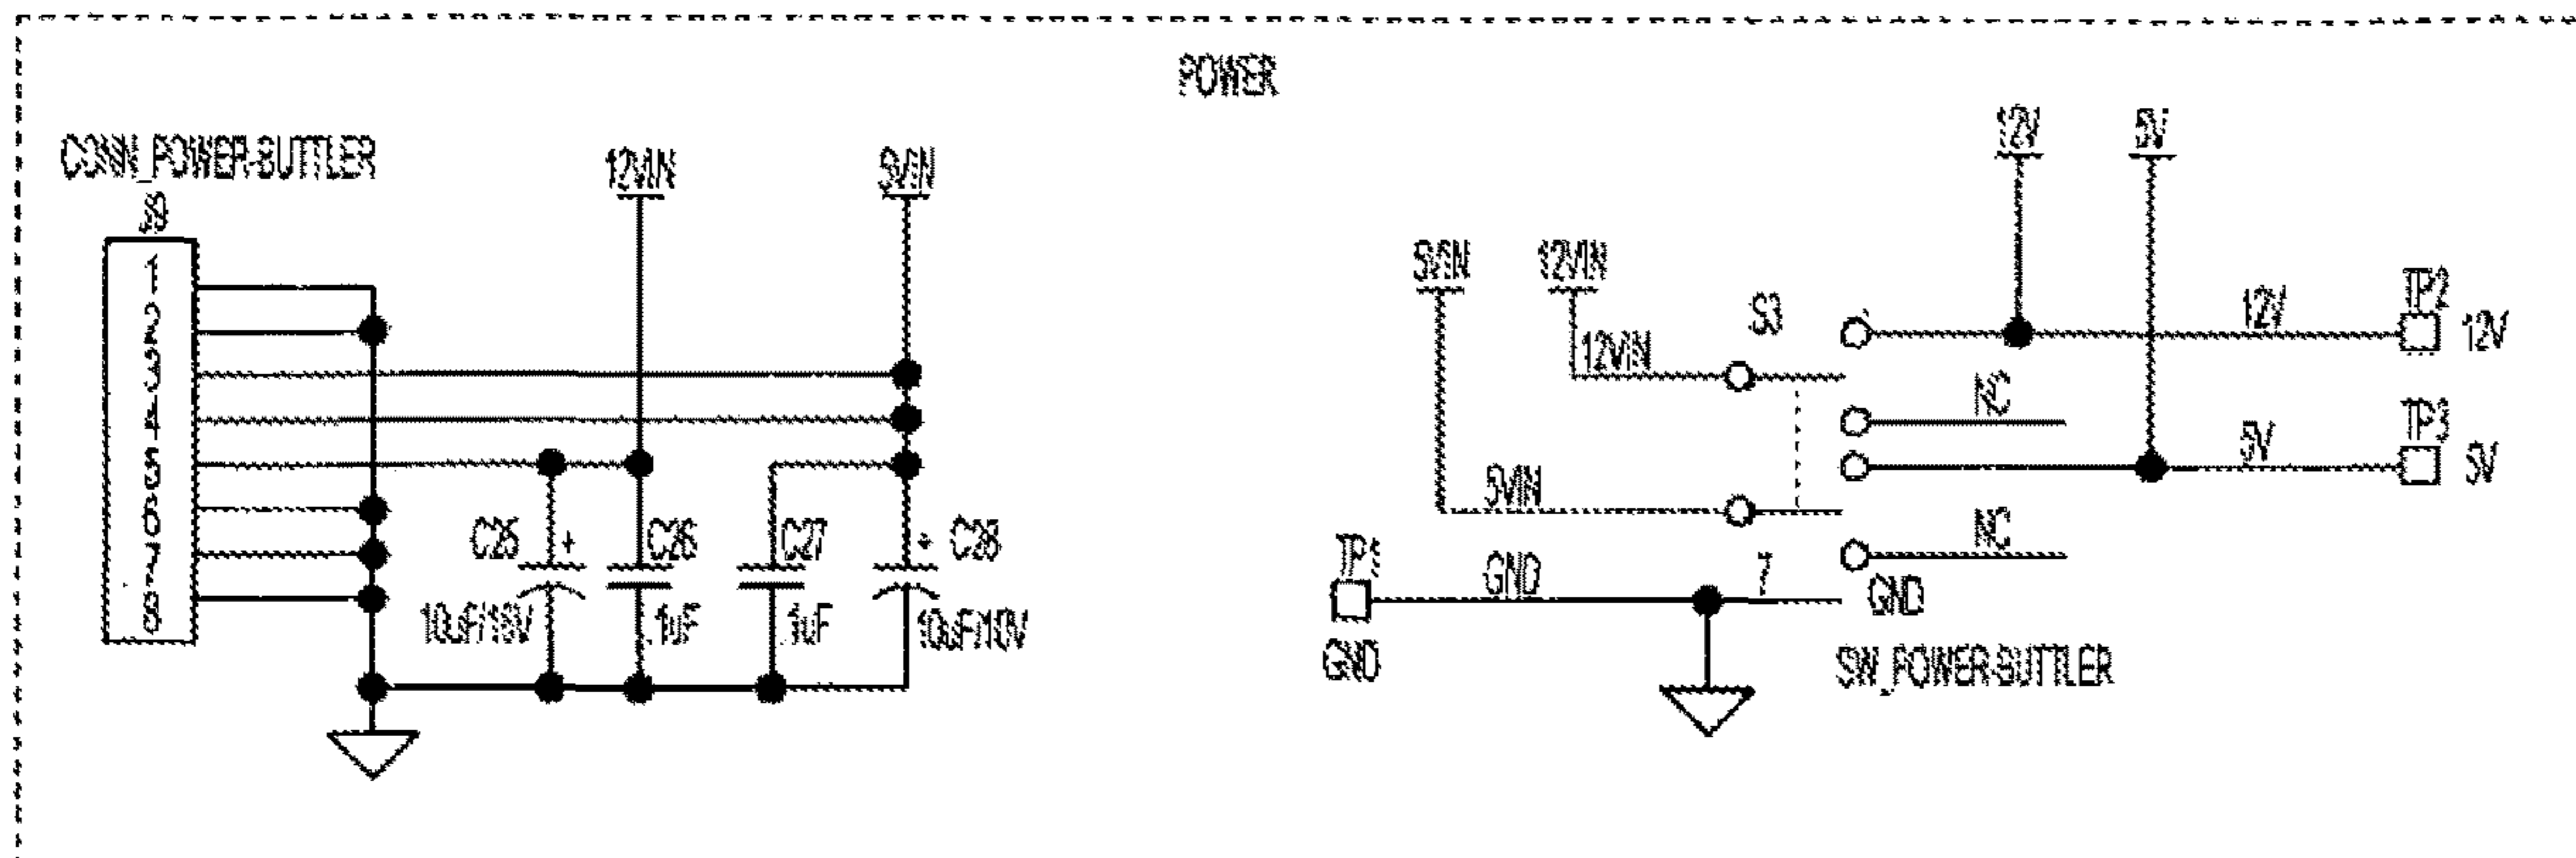 POWER
CONN_POWER-BUTTLER
12VIN
5VIN
1
2
3
4
5
6
7
8
C25
+
10uF/16V
C26
.1uF
C27
.1uF
+
C28
10uF/10V
12V
5V
5VIN
12VIN
S3
12VIN
12V
TP2
12V
NC
5V
TP3
5V
5VIN
NC
TP1
GND
7
GND
GND
SW_POWER-BUTTLER